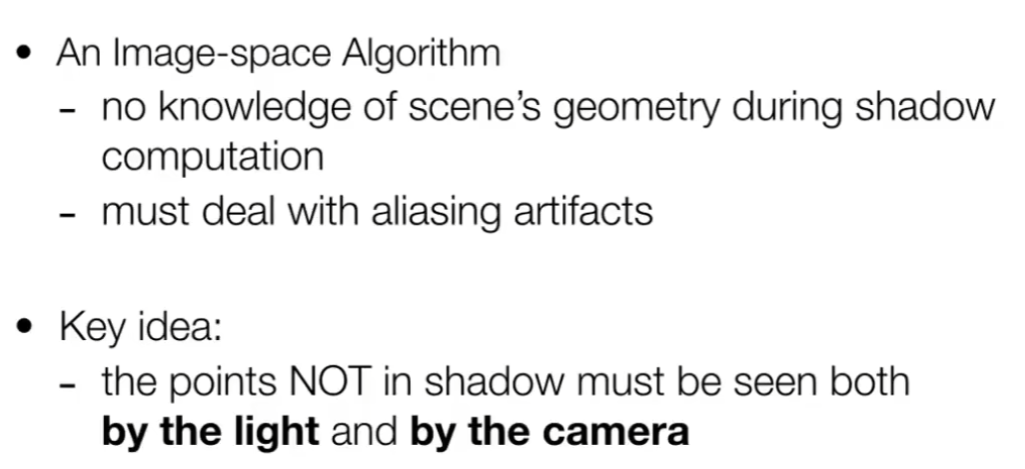 • An Image-space Algorithm
- no knowledge of scene’s geometry during shadow
computation
- must deal with aliasing artifacts
• Key idea:
- the points NOT in shadow must be seen both
by the light and by the camera